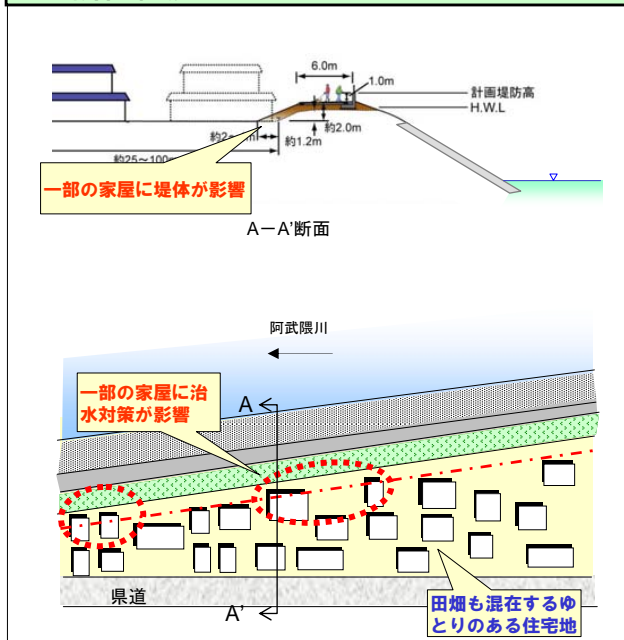 6.0m
1.0m
計画堤防高
H.W.L
約2.0m
約1.2m
一部の家屋に堤体が影響
A－A'断面
阿武隈川
一部の家屋に治
水対策が影響
A
県道
A'
田畑も混在するゆ
とりのある住宅地